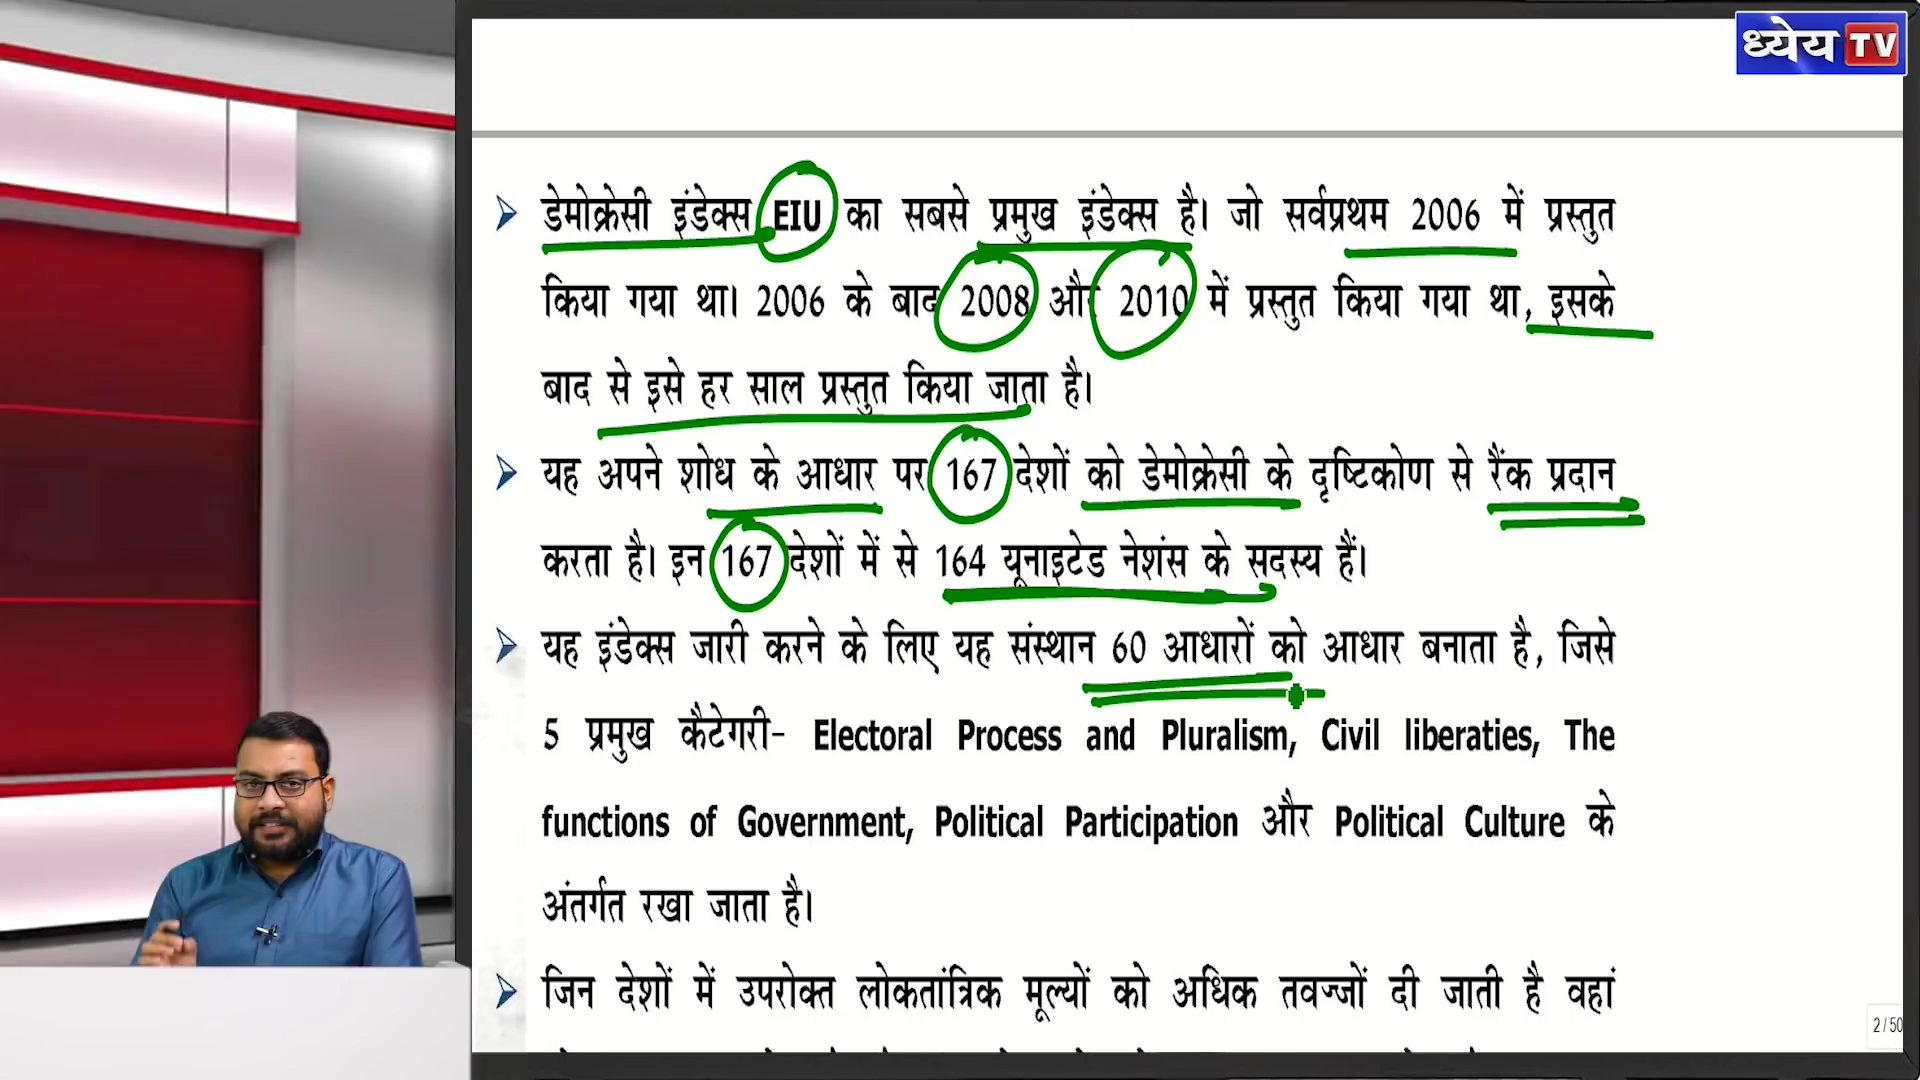 ध्येय TV
डेमोक्रेसी इंडेक्स EIU का सबसे प्रमुख इंडेक्स है। जो सर्वप्रथम 2006 में प्रस्तुत
किया गया था। 2006 के बाद 2008 और 2010 में प्रस्तुत किया गया था, इसके
बाद से इसे हर साल प्रस्तुत किया जाता है।
यह अपने शोध के आधार पर 167 देशों को डेमोक्रेसी के दृष्टिकोण से रैंक प्रदान
करता है। इन 167 देशों में से 164 यूनाइटेड नेशंस के सदस्य हैं।
यह इंडेक्स जारी करने के लिए यह संस्थान 60 आधारों को आधार बनाता है, जिसे
5 प्रमुख कैटेगरी- Electoral Process and Pluralism, Civil liberaties, The
functions of Government, Political Participation और Political Culture के
अंतर्गत रखा जाता है।
जिन देशों में उपरोक्त लोकतांत्रिक मूल्यों को अधिक तवज्जों दी जाती है वहां
2 / 50